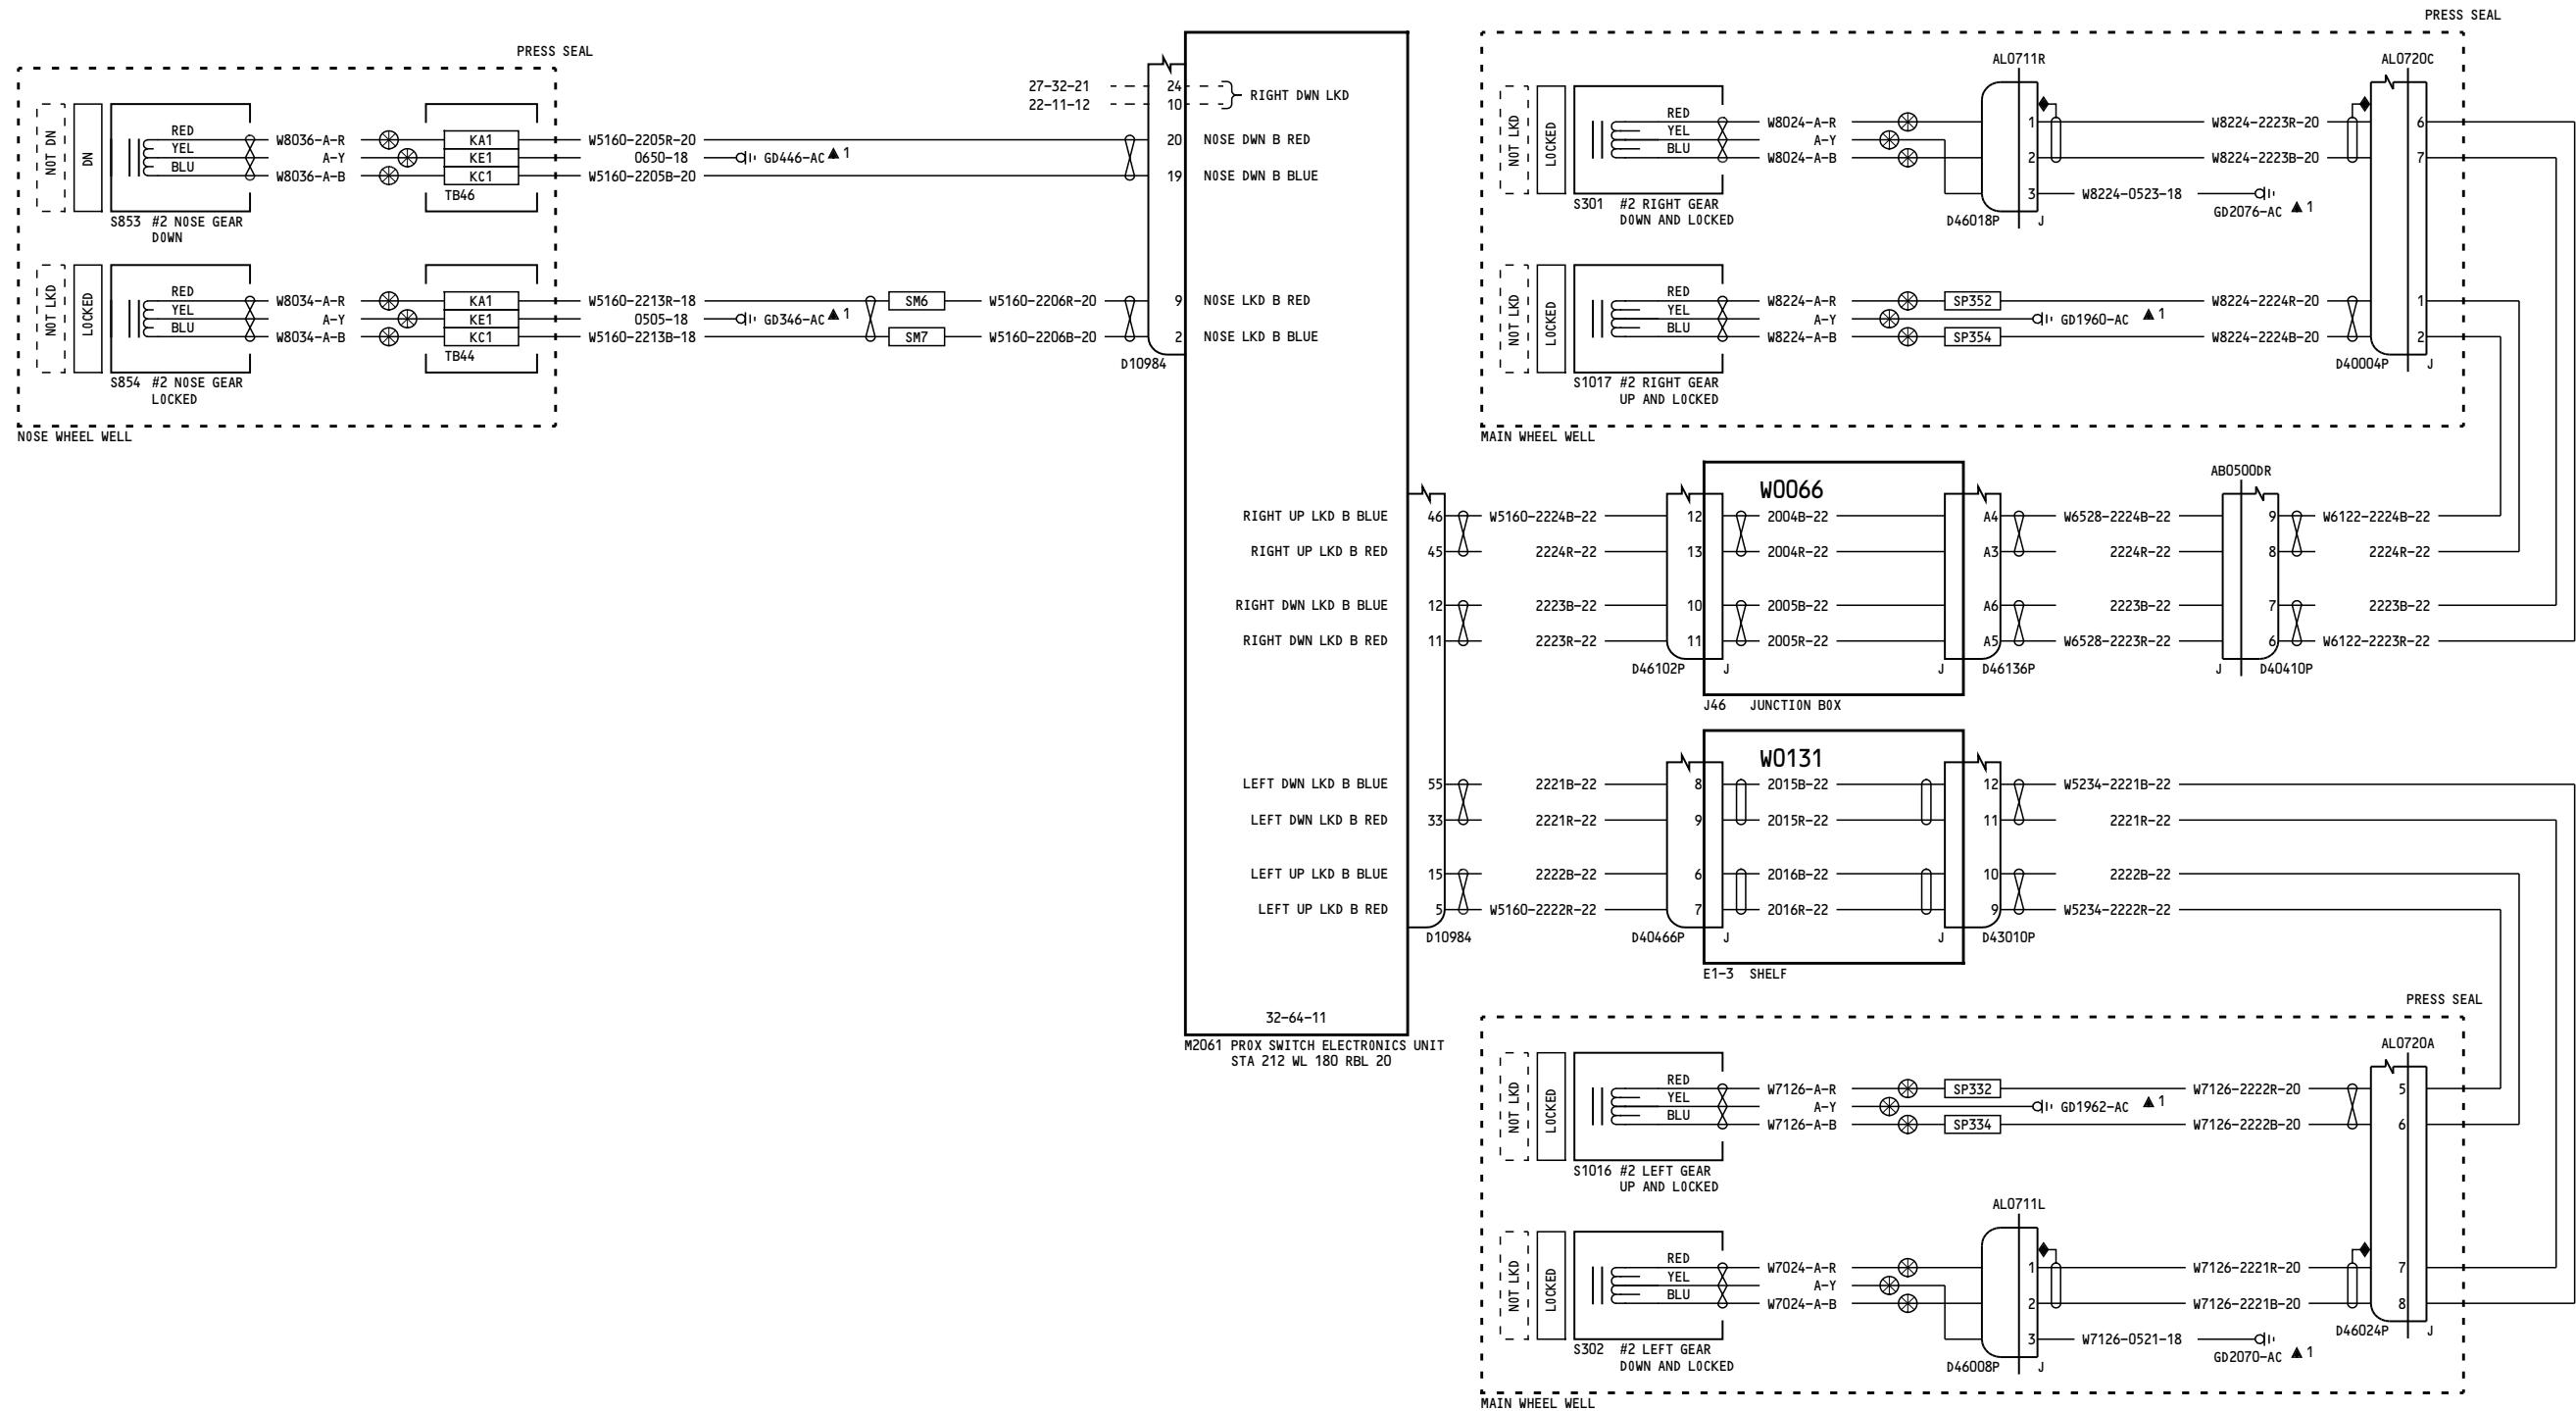 PRESS SEAL
NOT DN
DN
RED
YEL
BLU
W8036-A-R
A-Y
W8036-A-B
KA1
KE1
KC1
TB46
W5160-2205R-20
0650-18
GD446-AC 1
W5160-2205B-20
S853 #2 NOSE GEAR
DOWN
NOT LKD
LOCKED
RED
YEL
BLU
W8034-A-R
A-Y
W8034-A-B
KA1
KE1
KC1
TB44
W5160-2213R-18
0505-18
GD346-AC 1
W5160-2213B-18
SM6
SM7
W5160-2206R-20
W5160-2206B-20
S854 #2 NOSE GEAR
LOCKED
NOSE WHEEL WELL
27-32-21
22-11-12
24
10
20
19
9
2
D10984
RIGHT DWN LKD
NOSE DWN B RED
NOSE DWN B BLUE
NOSE LKD B RED
NOSE LKD B BLUE
RIGHT UP LKD B BLUE
RIGHT UP LKD B RED
RIGHT DWN LKD B BLUE
RIGHT DWN LKD B RED
LEFT DWN LKD B BLUE
LEFT DWN LKD B RED
LEFT UP LKD B BLUE
LEFT UP LKD B RED
46
45
12
11
55
33
15
5
D10984
32-64-11
M2061 PROX SWITCH ELECTRONICS UNIT
STA 212 WL 180 RBL 20
PRESS SEAL
NOT LKD
LOCKED
RED
YEL
BLU
W8024-A-R
A-Y
W8024-A-B
AL0711R
1
2
3
D46018P
J
W8224-2223R-20
W8224-2223B-20
W8224-0523-18
GD2076-AC 1
S301 #2 RIGHT GEAR
DOWN AND LOCKED
AL0720C
6
7
1
2
D40004P
J
NOT LKD
LOCKED
RED
YEL
BLU
W8224-A-R
A-Y
W8224-A-B
SP352
SP354
GD1960-AC 1
W8224-2224R-20
W8224-2224B-20
S1017 #2 RIGHT GEAR
UP AND LOCKED
MAIN WHEEL WELL
W5160-2224B-22
2224R-22
2223B-22
2223R-22
12
13
10
11
D46102P
J
W0066
2004B-22
2004R-22
2005B-22
2005R-22
J
A4
A3
A6
A5
D46136P
J46 JUNCTION BOX
W6528-2224B-22
2224R-22
2223B-22
W6528-2223R-22
AB0500DR
9
8
7
6
J
D40410P
W6122-2224B-22
2224R-22
2223B-22
W6122-2223R-22
2221B-22
2221R-22
2222B-22
W5160-2222R-22
8
9
6
7
D40466P
J
W0131
2015B-22
2015R-22
2016B-22
2016R-22
J
12
11
10
9
D43010P
E1-3 SHELF
W5234-2221B-22
2221R-22
2222B-22
W5234-2222R-22
PRESS SEAL
NOT LKD
LOCKED
RED
YEL
BLU
W7126-A-R
A-Y
W7126-A-B
SP332
SP334
GD1962-AC 1
W7126-2222R-20
W7126-2222B-20
S1016 #2 LEFT GEAR
UP AND LOCKED
AL0720A
5
6
7
8
D46024P
J
NOT LKD
LOCKED
RED
YEL
BLU
W7024-A-R
A-Y
W7024-A-B
AL0711L
1
2
3
D46008P
J
W7126-2221R-20
W7126-2221B-20
W7126-0521-18
GD2070-AC 1
S302 #2 LEFT GEAR
DOWN AND LOCKED
MAIN WHEEL WELL